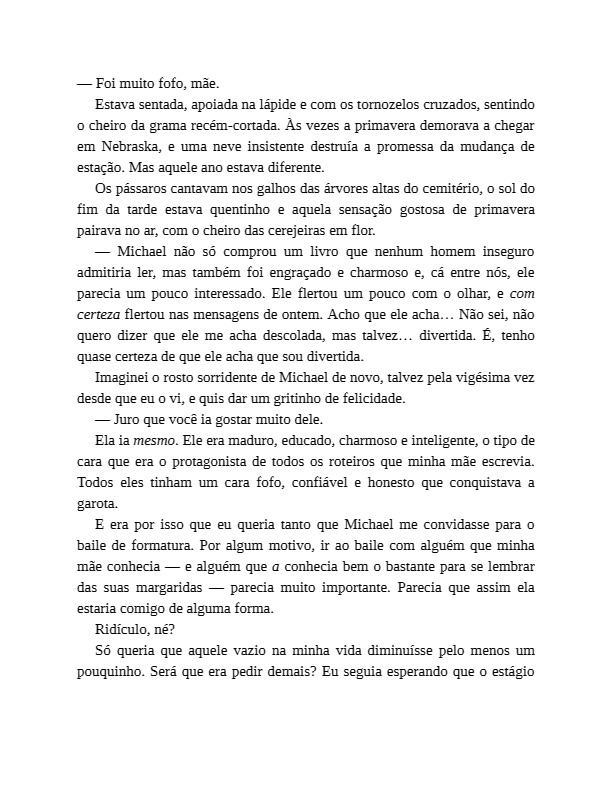 — Foi muito fofo, mãe.
Estava sentada, apoiada na lápide e com os tornozelos cruzados, sentindo
o cheiro da grama recém-cortada. Às vezes a primavera demorava a chegar
em Nebraska, e uma neve insistente destruía a promessa da mudança de
estação. Mas aquele ano estava diferente.
Os pássaros cantavam nos galhos das árvores altas do cemitério, o sol do
fim da tarde estava quentinho e aquela sensação gostosa de primavera
pairava no ar, com o cheiro das cerejeiras em flor.
— Michael não só comprou um livro que nenhum homem inseguro
admitiria ler, mas também foi engraçado e charmoso e, cá entre nós, ele
parecia um pouco interessado. Ele flertou um pouco com o olhar, e com
certeza flertou nas mensagens de ontem. Acho que ele acha… Não sei, não
quero dizer que ele me acha descolada, mas talvez… divertida. É, tenho
quase certeza de que ele acha que sou divertida.
Imaginei o rosto sorridente de Michael de novo, talvez pela vigésima vez
desde que eu o vi, e quis dar um gritinho de felicidade.
— Juro que você ia gostar muito dele.
Ela ia mesmo. Ele era maduro, educado, charmoso e inteligente, o tipo de
cara que era o protagonista de todos os roteiros que minha mãe escrevia.
Todos eles tinham um cara fofo, confiável e honesto que conquistava a
garota.
E era por isso que eu queria tanto que Michael me convidasse para o
baile de formatura. Por algum motivo, ir ao baile com alguém que minha
mãe conhecia — e alguém que a conhecia bem o bastante para se lembrar
das suas margaridas — parecia muito importante. Parecia que assim ela
estaria comigo de alguma forma.
Ridículo, né?
Só queria que aquele vazio na minha vida diminuísse pelo menos um
pouquinho. Será que era pedir demais? Eu seguia esperando que o estágio